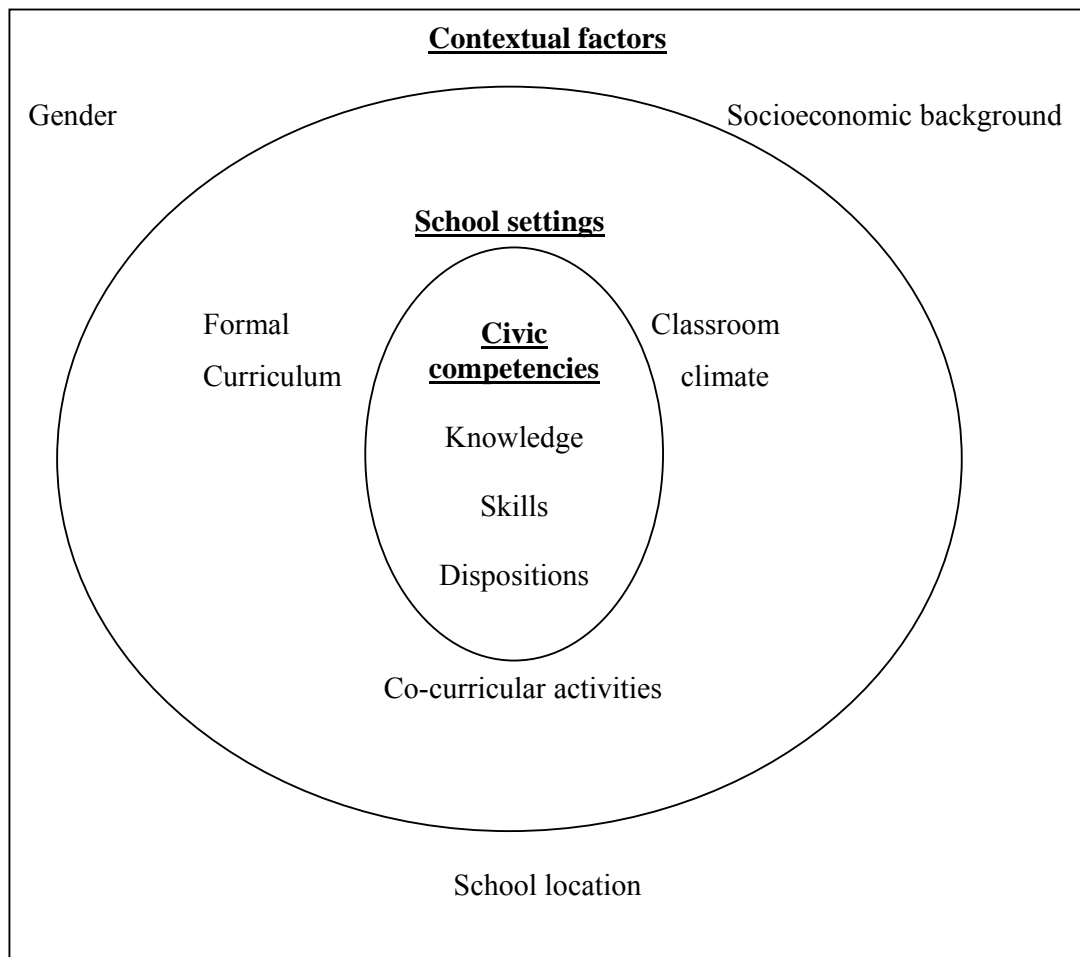 Contextual factors
Gender
Socioeconomic background
School settings
Formal
Curriculum
Civic
competencies
Classroom
climate
Knowledge
Skills
Dispositions
Co-curricular activities
School location